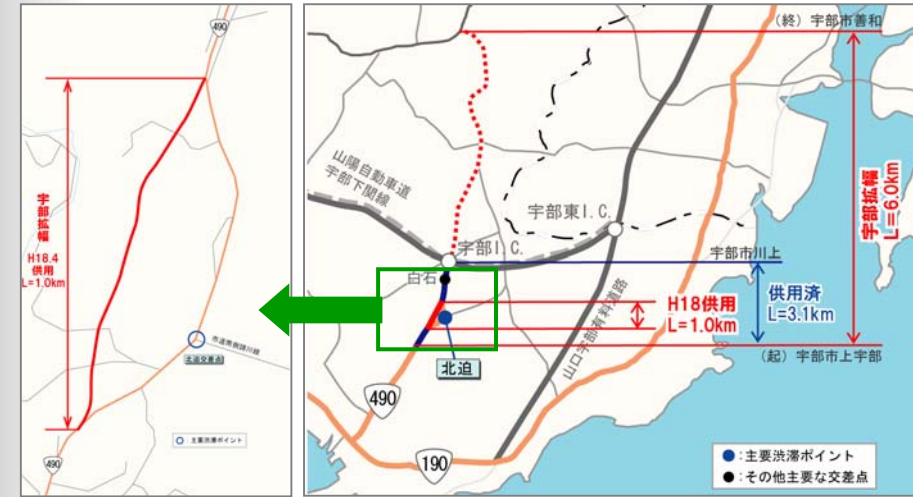 490
宇部拡幅
H18.4
供用
L=1.0km
北迫交差点
○：主要渋滞ポイント
490
（終）宇部市善和
山陽自動車道
宇部下関線
宇部東I.C.
宇部I.C.
白石
宇部市川上
宇部拡幅
L=6.0km
H18供用
L=1.0km
供用済
L=3.1km
北迫
山口宇部有料道路
（起）宇部市上宇部
490
190
●：主要渋滞ポイント
●：その他主要な交差点